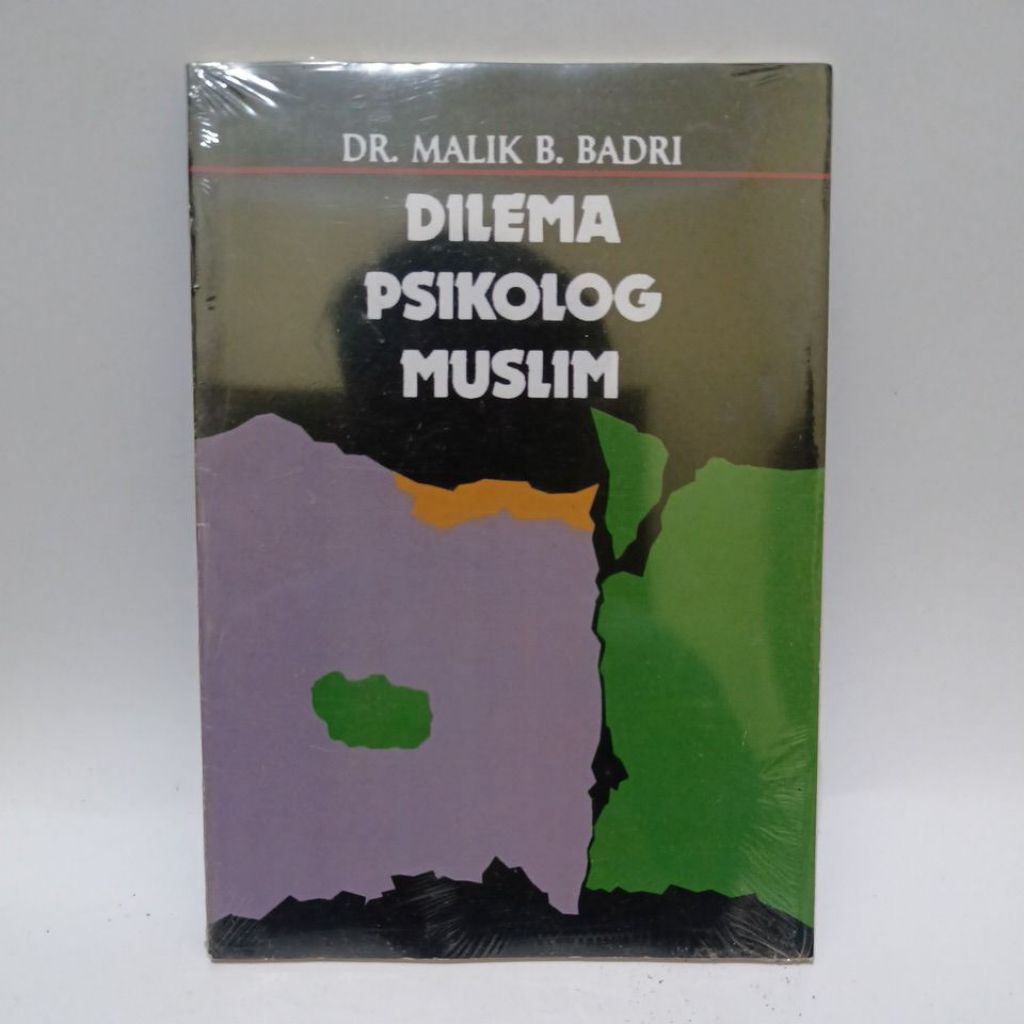 DR. MALIK B. BADRI
DILEMA
PSIKOLOG
MUSLIM